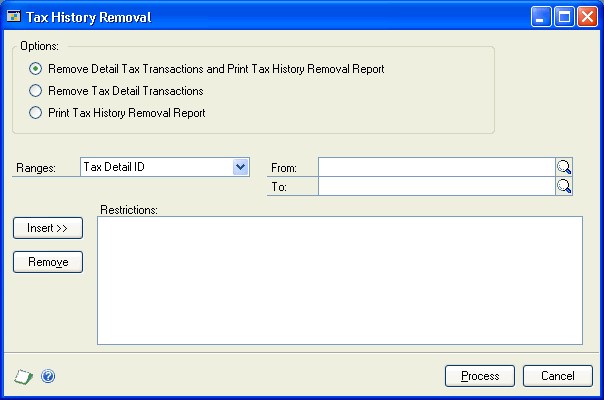 Tax History Removal
Options:
Remove Detail Tax Transactions and Print Tax History Removal Report
Remove Tax Detail Transactions
Print Tax History Removal Report
Ranges: Tax Detail ID From:
To:
Restrictions:
Insert >>
Remove
Process Cancel